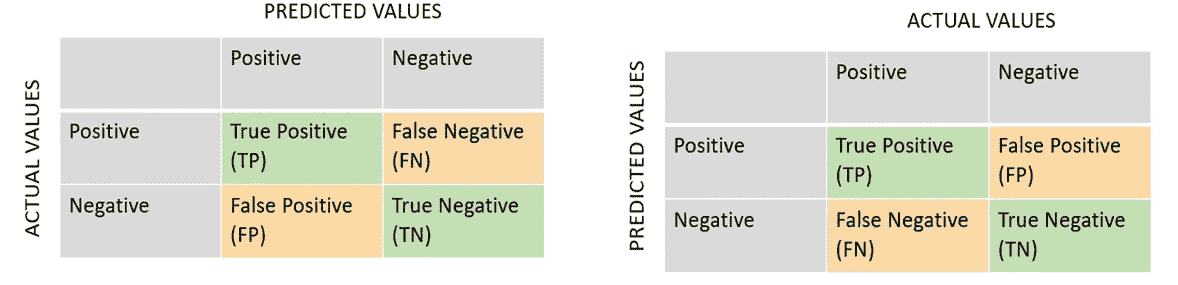 PREDICTED VALUES
ACTUAL VALUES
Positive
Negative
Positive
True Positive
(TP)
False Negative
(FN)
Negative
False Positive
(FP)
True Negative
(TN)
ACTUAL VALUES
PREDICTED VALUES
Positive
Negative
Positive
True Positive
(TP)
False Positive
(FP)
Negative
False Negative
(FN)
True Negative
(TN)